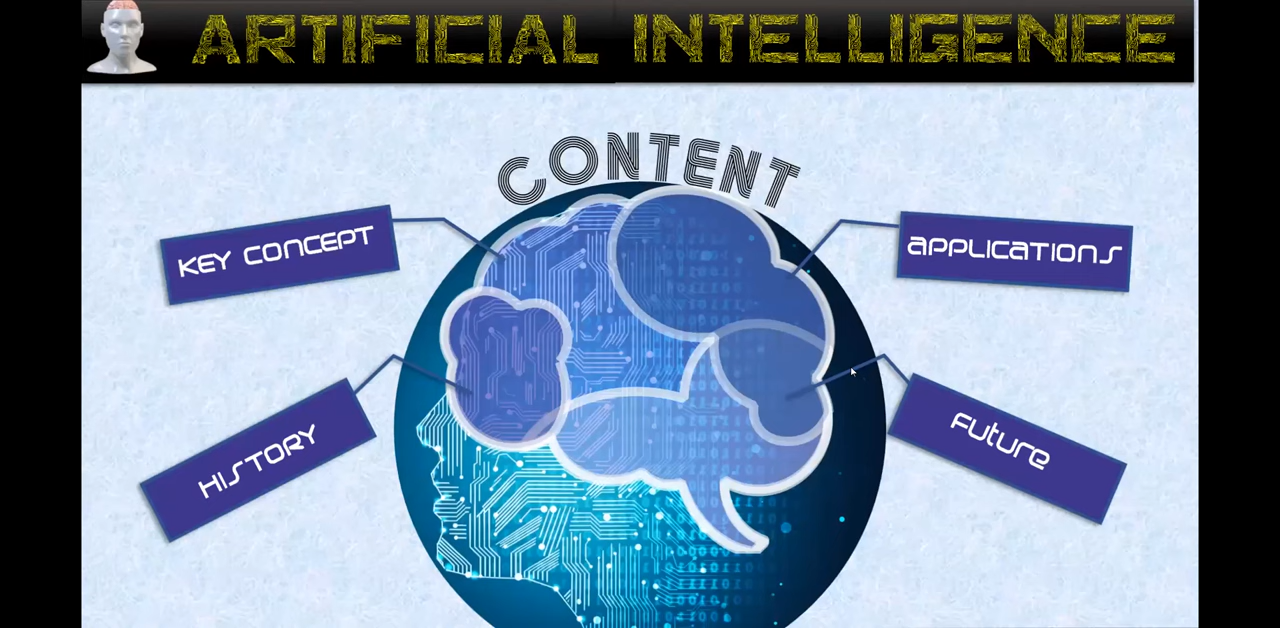 ARTIFICIAL INTELLIGENCE
CONTENT
KEY CONCEPT
APPLICATIONS
HISTORY
Future